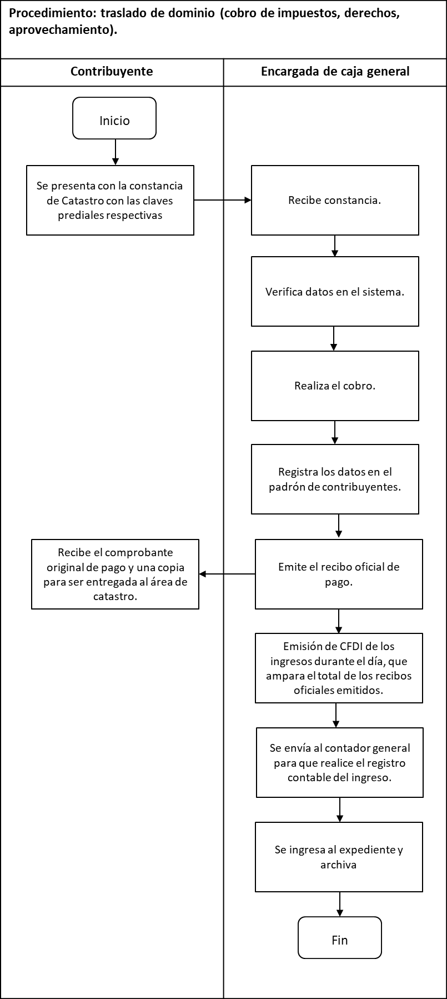 Procedimiento: traslado de dominio (cobro de impuestos, derechos,
aprovechamiento).
Contribuyente
Encargada de caja general
Inicio
Se presenta con la constancia
de Catastro con las claves
prediales respectivas
Recibe constancia.
Verifica datos en el sistema.
Realiza el cobro.
Registra los datos en el
padrón de contribuyentes.
Emite el recibo oficial de
pago.
Recibe el comprobante
original de pago y una copia
para ser entregada al área de
catastro.
Emisión de CFDI de los
ingresos durante el día, que
ampara el total de los recibos
oficiales emitidos.
Se envía al contador general
para que realice el registro
contable del ingreso.
Se ingresa al expediente y
archiva
Fin